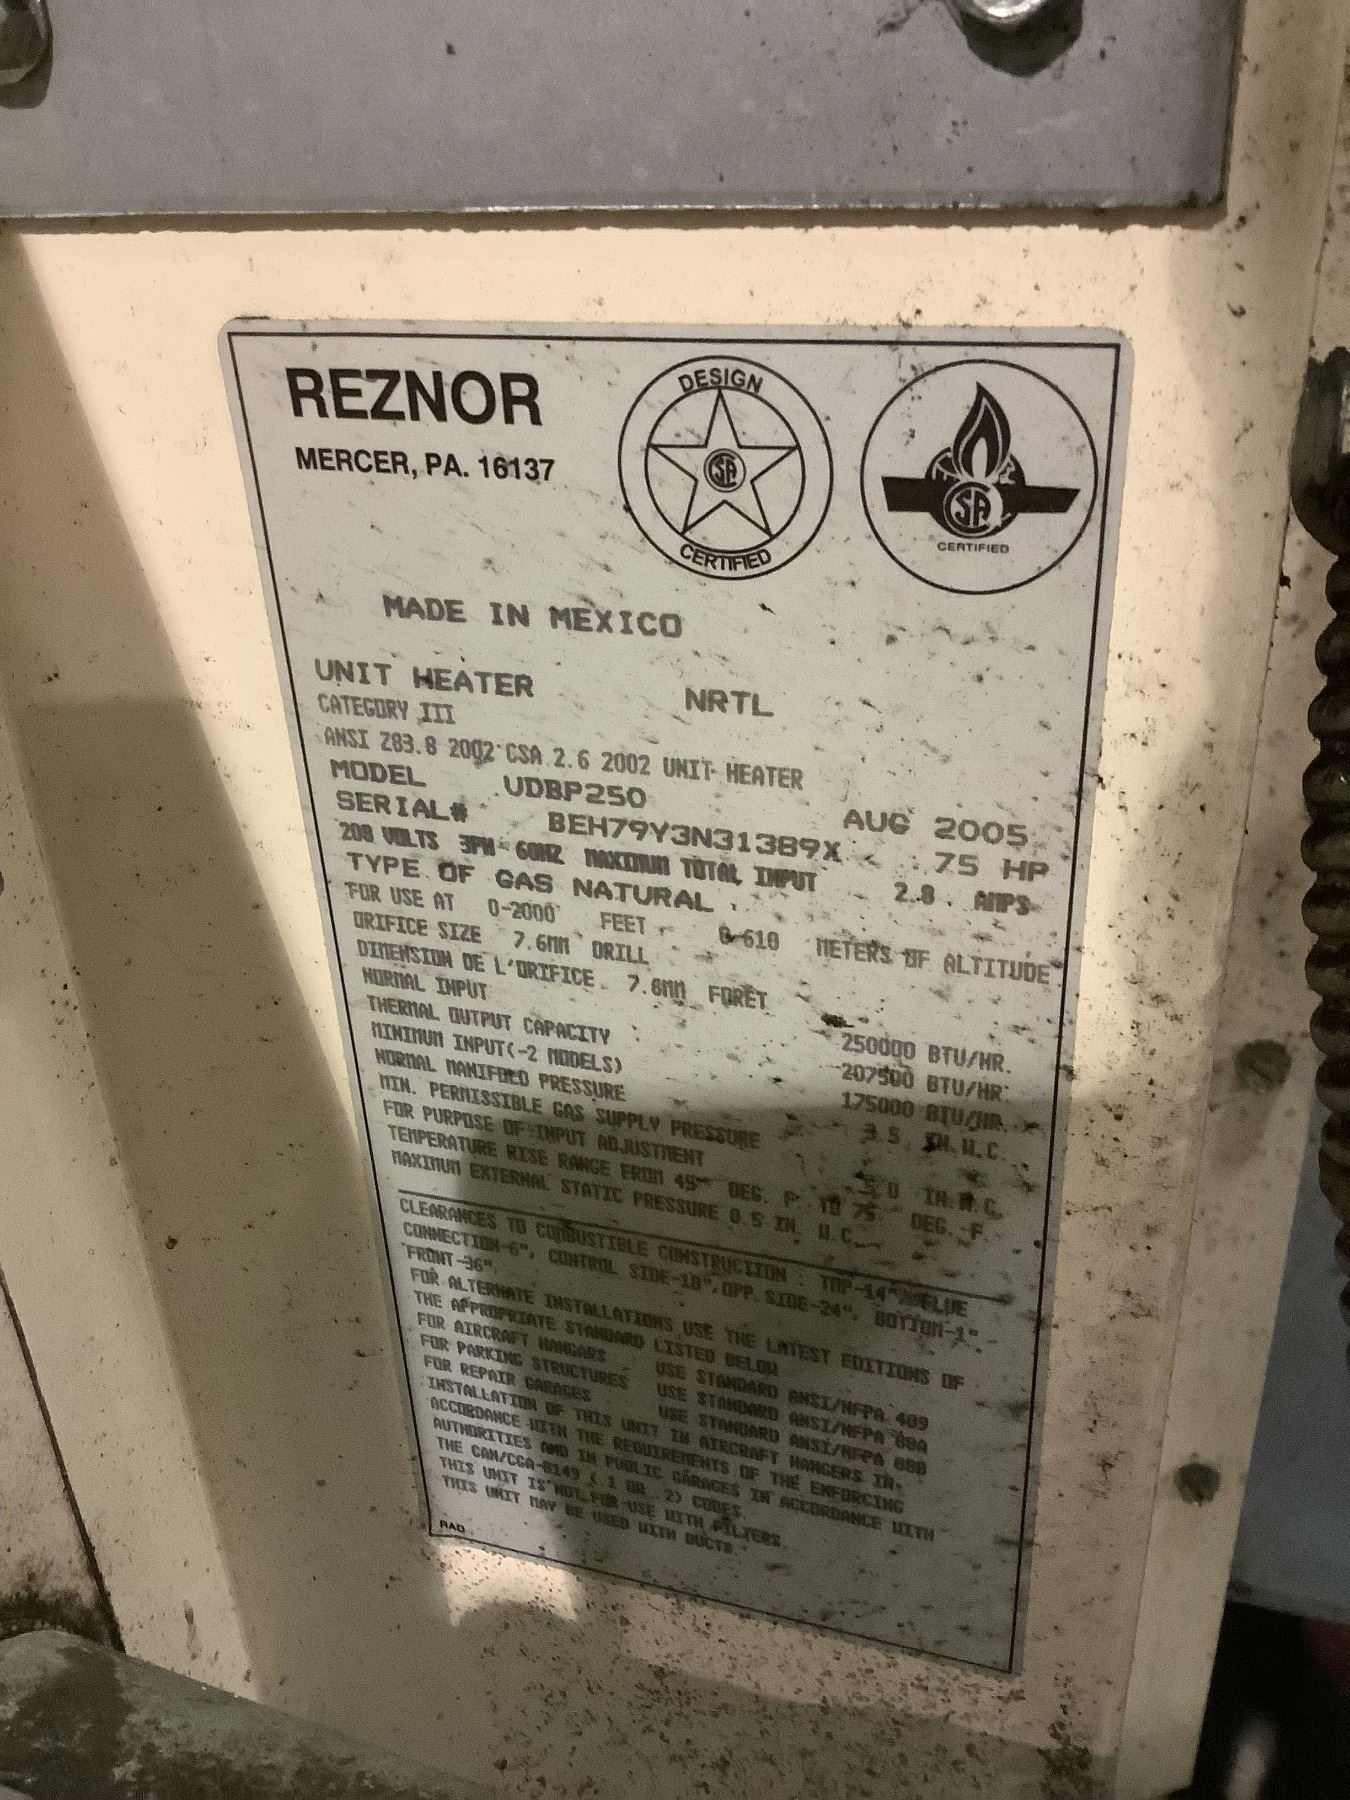 REZNOR
MERCER, PA. 16137
DESIGN
CSA
CERTIFIED
CSA
CERTIFIED
MADE IN MEXICO
UNIT HEATER NRTL
CATEGORY III
ANSI Z83.8 2002 CSA 2.6 2002 UNIT HEATER
MODEL UDBP250 AUG 2005
SERIAL# BEH79Y3N31389X 75 HP
208 VOLTS 3PH 60HZ MAXIMUM TOTAL INPUT 2.8 AMPS
TYPE OF GAS NATURAL
FOR USE AT 0-2000 FEET 0-610 METERS OF ALTITUDE
ORIFICE SIZE 7.6MM DRILL
DIMENSION DE L'ORIFICE 7.6MM FORET
NORMAL INPUT 250000 BTU/HR.
THERMAL OUTPUT CAPACITY 207500 BTU/HR.
MINIMUM INPUT(-2 MODELS) 175000 BTU/HR.
NORMAL MANIFOLD PRESSURE 3.5 IN.W.C.
MIN. PERMISSIBLE GAS SUPPLY PRESSURE
FOR PURPOSE OF INPUT ADJUSTMENT 5.0 IN.W.C.
TEMPERATURE RISE RANGE FROM 45 DEG. F TO 75 DEG. F
MAXIMUM EXTERNAL STATIC PRESSURE 0.5 IN. W.C.
CLEARANCES TO COMBUSTIBLE CONSTRUCTION : TOP-14", FLUE
CONNECTION-6", CONTROL SIDE-18", OPP SIDE-24", BOTTOM-1"
FRONT-36"
FOR ALTERNATE INSTALLATIONS USE THE LATEST EDITIONS OF
THE APPROPRIATE STANDARD LISTED BELOW
FOR AIRCRAFT HANGARS USE STANDARD ANSI/NFPA 409
FOR PARKING STRUCTURES USE STANDARD ANSI/NFPA 88A
FOR REPAIR GARAGES USE STANDARD ANSI/NFPA 88B
INSTALLATION OF THIS UNIT IN AIRCRAFT HANGERS IN
ACCORDANCE WITH THE REQUIREMENTS OF THE ENFORCING
AUTHORITIES AND IN PUBLIC GARAGES IN ACCORDANCE WITH
THE CAN/CGA-B149 (.1 OR .2) CODES.
THIS UNIT IS NOT FOR USE WITH FILTERS
THIS UNIT MAY BE USED WITH DUCTS
RAD